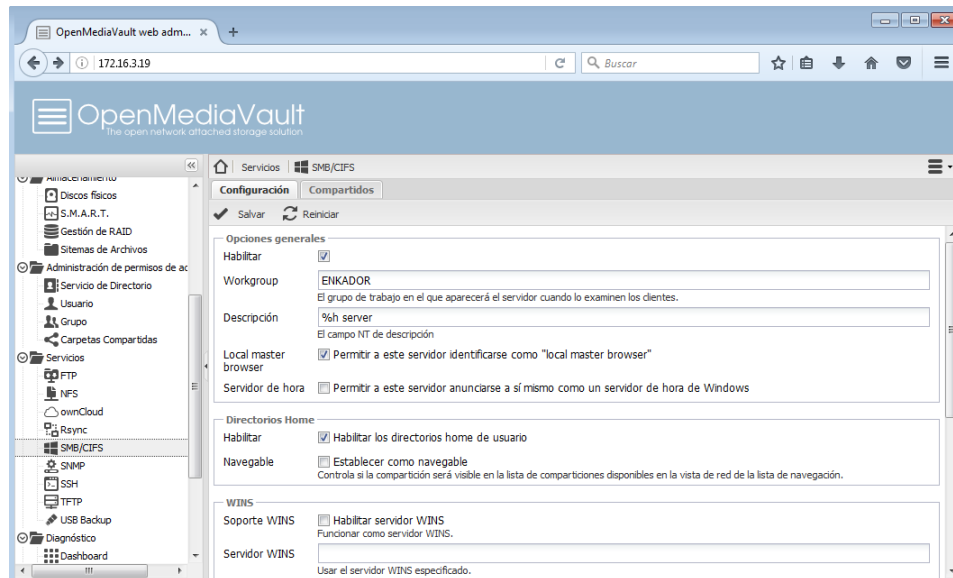 OpenMediaVault web adm...
172.16.3.19
Buscar
OpenMediaVault
The open network attached storage solution
Servicios
SMB/CIFS
Almacenamiento
Discos físicos
S.M.A.R.T.
Gestión de RAID
Sitemas de Archivos
Administración de permisos de ac
Servicio de Directorio
Usuario
Grupo
Carpetas Compartidas
Servicios
FTP
NFS
ownCloud
Rsync
SMB/CIFS
SNMP
SSH
TFTP
USB Backup
Diagnóstico
Dashboard
Configuración
Compartidos
Salvar
Reiniciar
Opciones generales
Habilitar
Workgroup
ENKADOR
El grupo de trabajo en el que aparecerá el servidor cuando lo examinen los clientes.
Descripción
%h server
El campo NT de descripción
Local master browser
Permitir a este servidor identificarse como "local master browser"
Servidor de hora
Permitir a este servidor anunciarse a sí mismo como un servidor de hora de Windows
Directorios Home
Habilitar
Habilitar los directorios home de usuario
Navegable
Establecer como navegable
Controla si la compartición será visible en la lista de comparticiones disponibles en la vista de red de la lista de navegación.
WINS
Soporte WINS
Habilitar servidor WINS
Funcionar como servidor WINS.
Servidor WINS
Usar el servidor WINS especificado.